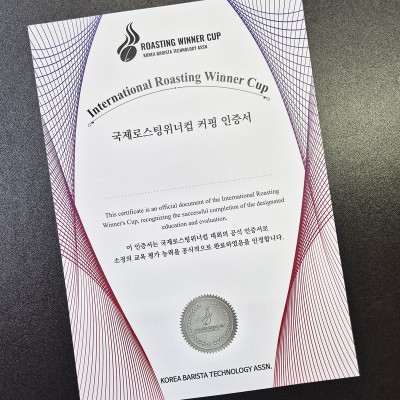 ROASTING WINNER CUP
KOREA BARISTA TECHNOLOGY ASSN.
International Roasting Winner Cup
국제로스팅위너컵 커핑 인증서
This certificate is an official document of the International Roasting
Winner's Cup, recognizing the successful completion of the designated
education and evaluation.
이 인증서는 국제로스팅위너컵 대회의 공식 인증서로
소정의 교육 평가 능력을 공식적으로 완료하였음을 인정합니다.
ROASTING WINNER CUP
KOREA BARISTA TECHNOLOGY ASSN.